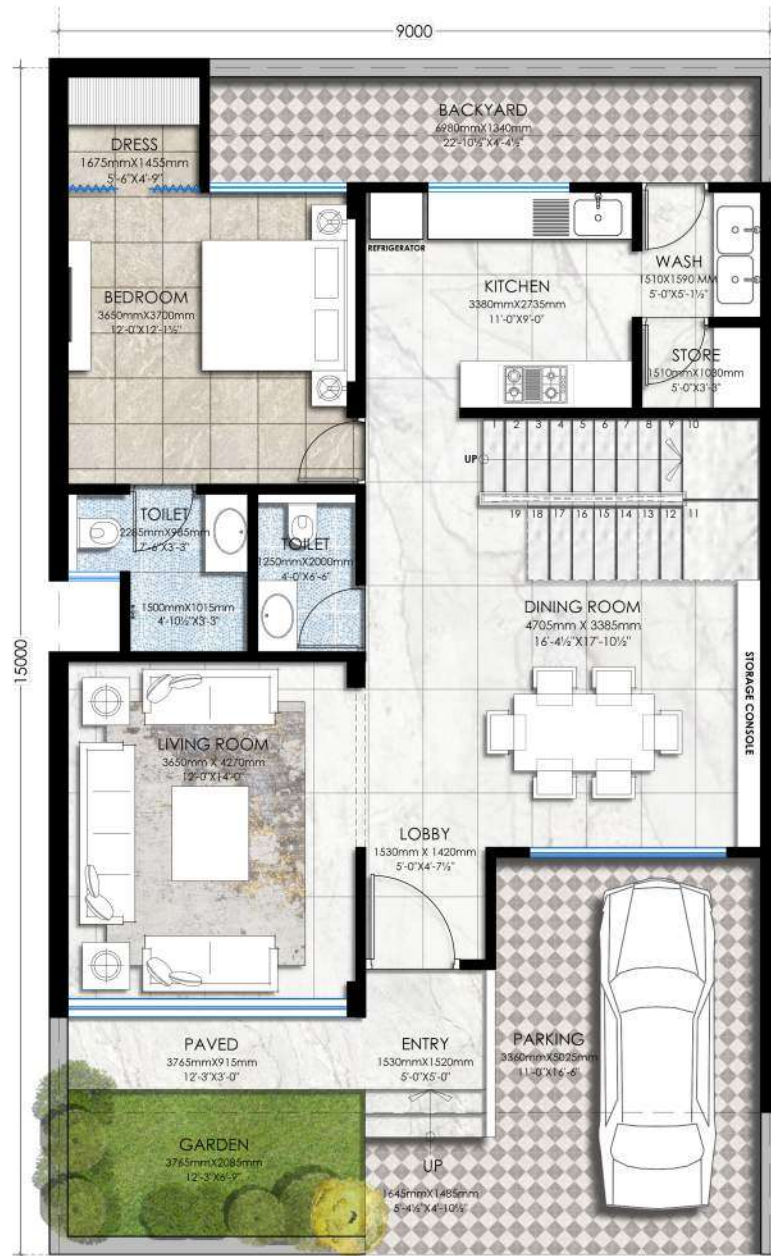 9000
BACKYARD
6980mmX1340mm
22'-10½"X4'-4½"
DRESS
1675mmX1455mm
5'-6"X4'-9"
REFRIGERATOR
WASH
1510X1590 MM
5'-0"X5'-1½"
KITCHEN
3380mmX2735mm
11'-0"X9'-0"
BEDROOM
3650mmX3700mm
12'-0"X12'-1½"
STORE
1510mmX1030mm
5'-0"X3'-3"
1 2 3 4 5 6 7 8 9 10
UP
19 18 17 16 15 14 13 12 11
TOILET
2285mmX985mm
7'-6"X3'-3"
TOILET
1250mmX2000mm
4'-0"X6'-6"
1500mmX1015mm
4'-10½"X3'-3"
DINING ROOM
4705mm X 3385mm
16'-4½"X17'-10½"
15000
STORAGE CONSOLE
LIVING ROOM
3650mm X 4270mm
12'-0"X14'-0"
LOBBY
1530mm X 1420mm
5'-0"X4'-7½"
PAVED
3765mmX915mm
12'-3"X3'-0"
ENTRY
1530mmX1520mm
5'-0"X5'-0"
PARKING
3360mmX5025mm
11'-0"X16'-6"
GARDEN
3765mmX2085mm
12'-3"X6'-9"
UP
1645mmX1485mm
5'-4½"X4'-10½"